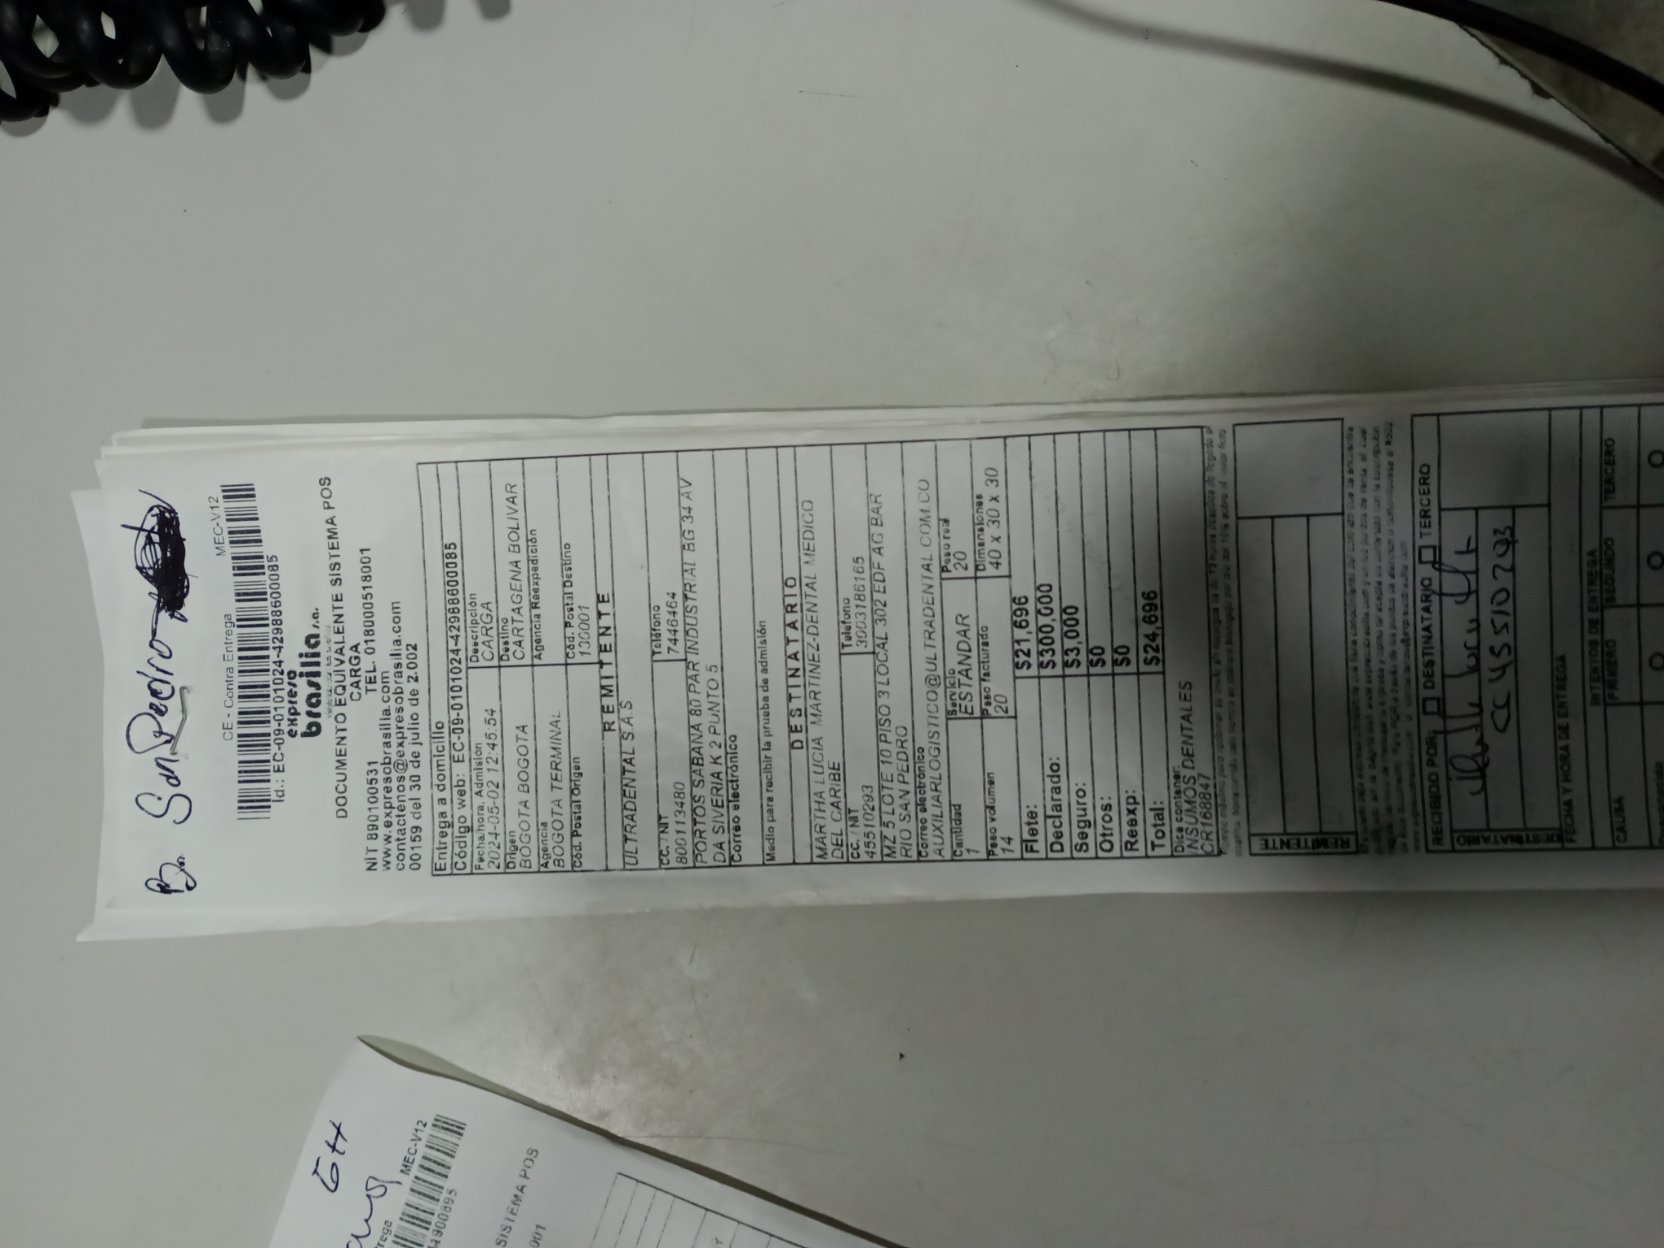 San Pedro
CE - Contra Entrega MEC-V12
Id.: EC-09-0101024-42988600085
expreso
brasilia s.a.
DOCUMENTO EQUIVALENTE SISTEMA POS
CARGA
NIT 890100531 TEL. 018000518001
www.expresobrasilia.com
contactenos@expresobrasilia.com
00159 del 30 de julio de 2.002
Entrega a domicilio
Código web: EC-09-0101024-42988600085
Fecha/hora. Admisión Descripción
2024-05-02 12:45:54 CARGA
Origen Destino
BOGOTA BOGOTA CARTAGENA BOLIVAR
Agencia Agencia Reexpedición
BOGOTA TERMINAL
Cód. Postal Origen Cód. Postal Destino
130001
REMITENTE
ULTRADENTAL S.A.S
CC. / NIT Teléfono
800113480 7446464
PORTOS SABANA 80 PAR INDUSTRIAL BG 34 AV
DA SIVERIA K 2 PUNTO 5
Correo electrónico
Medio para recibir la prueba de admisión
DESTINATARIO
MARTHA LUCIA MARTINEZ-DENTAL MEDICO
DEL CARIBE
CC. / NIT Teléfono
45510293 3003186165
MZ 5 LOTE 10 PISO 3 LOCAL 302 EDF AC BAR
RIO SAN PEDRO
Correo electrónico
AUXILIARLOGISTICO@ULTRADENTAL.COM.CO
Cantidad Servicio Peso real
1 ESTANDAR 20
Peso volumen Peso facturado Dimensiones
14 20 40 X 30 X 30
Flete: $21,696
Declarado: $300,000
Seguro: $3,000
Otros: $0
Reexp: $0
Total: $24,696
Dice contener:
INSUMOS DENTALES
CR168847
REMITENTE
RECIBIDO POR: DESTINATARIO TERCERO
CC 45510293
FECHA Y HORA DE ENTREGA
INTENTOS DE ENTREGA
CAUSA PRIMERO SEGUNDO TERCERO
GH
MEC-V12
SISTEMA POS